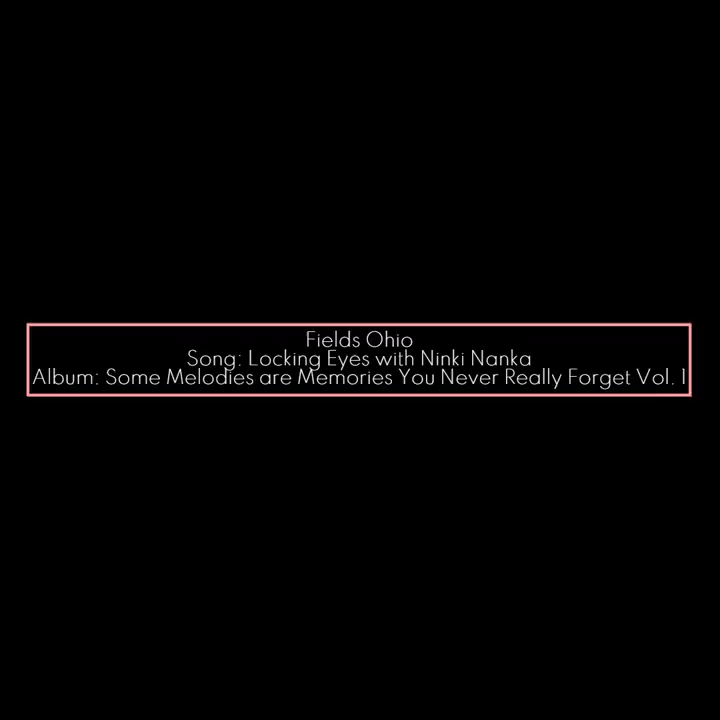 Fields Ohio
Song: Locking Eyes with Ninki Nanka
Album: Some Melodies are Memories You Never Really Forget Vol. 1